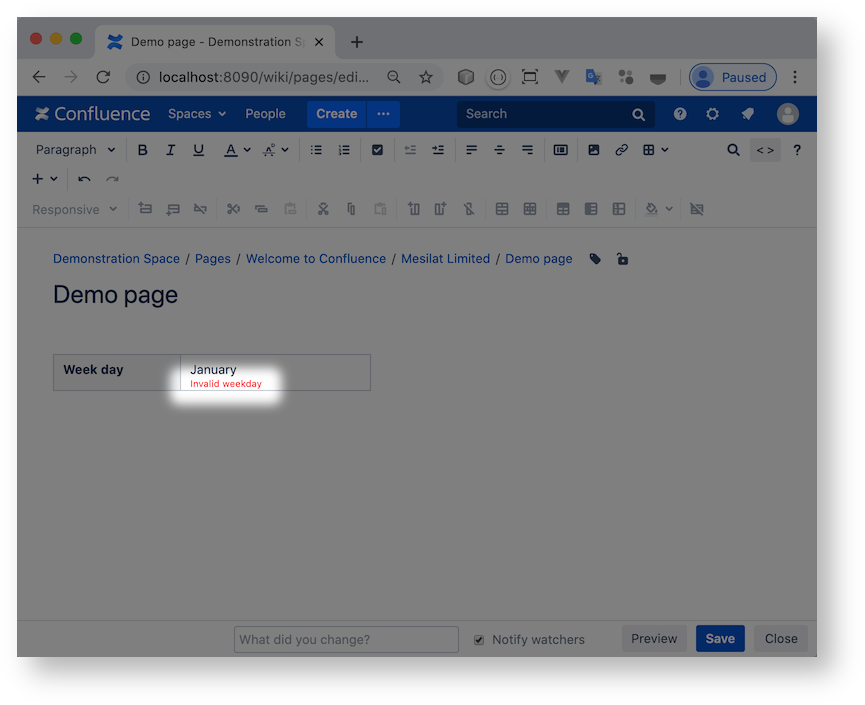 Demo page - Demonstration S
localhost:8090/wiki/pages/edi...
Paused
Confluence Spaces People Create ... Search
Paragraph B I U A
< > ?
Responsive
Demonstration Space / Pages / Welcome to Confluence / Mesilat Limited / Demo page
Demo page
Week day January
Invalid weekday
What did you change? Notify watchers Preview Save Close